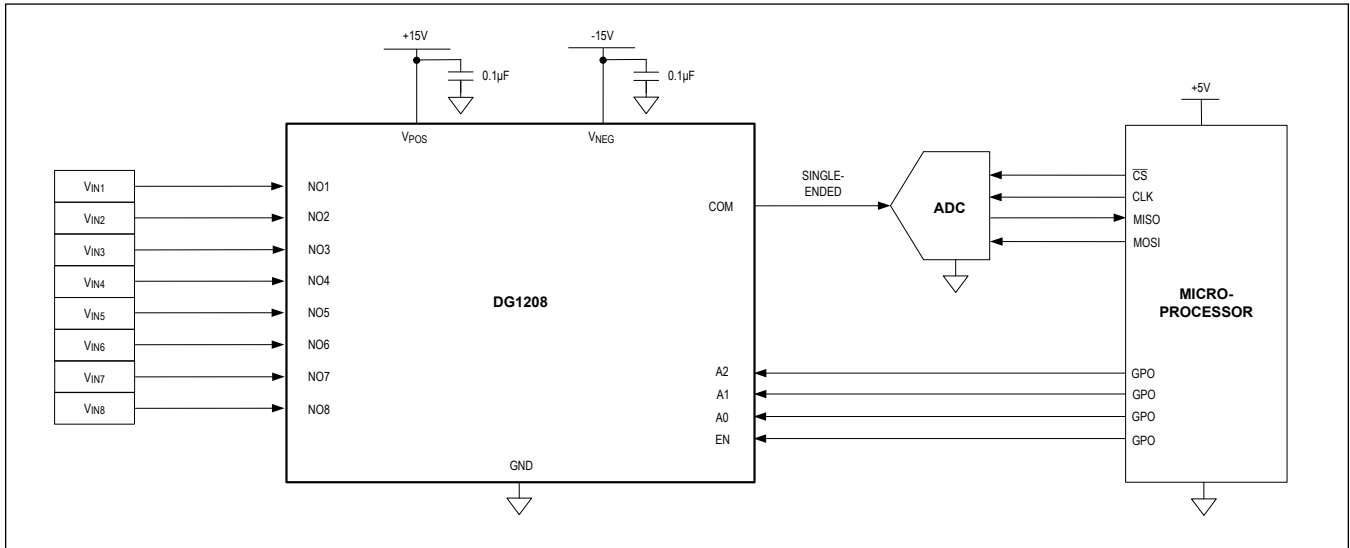 +15V
-15V
0.1µF
0.1µF
+5V
VPOS
VNEG
VIN1
VIN2
VIN3
VIN4
VIN5
VIN6
VIN7
VIN8
NO1
NO2
NO3
NO4
NO5
NO6
NO7
NO8
DG1208
GND
COM
A2
A1
A0
EN
SINGLE-
ENDED
ADC
CS
CLK
MISO
MOSI
MICRO-
PROCESSOR
GPO
GPO
GPO
GPO